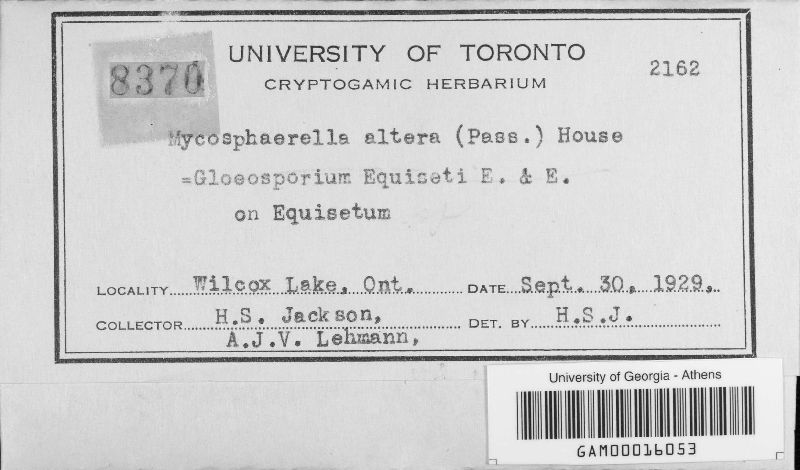 8370
UNIVERSITY OF TORONTO
2162
CRYPTOGAMIC HERBARIUM
Mycosphaerella altera (Pass.) House
=Gloeosporium Equiseti E. & E.
on Equisetum
LOCALITY Wilcox Lake, Ont. DATE Sept. 30, 1929,
COLLECTOR H.S. Jackson, DET. BY H.S.J.
A.J.V. Lehmann,
University of Georgia - Athens
GAM00016053